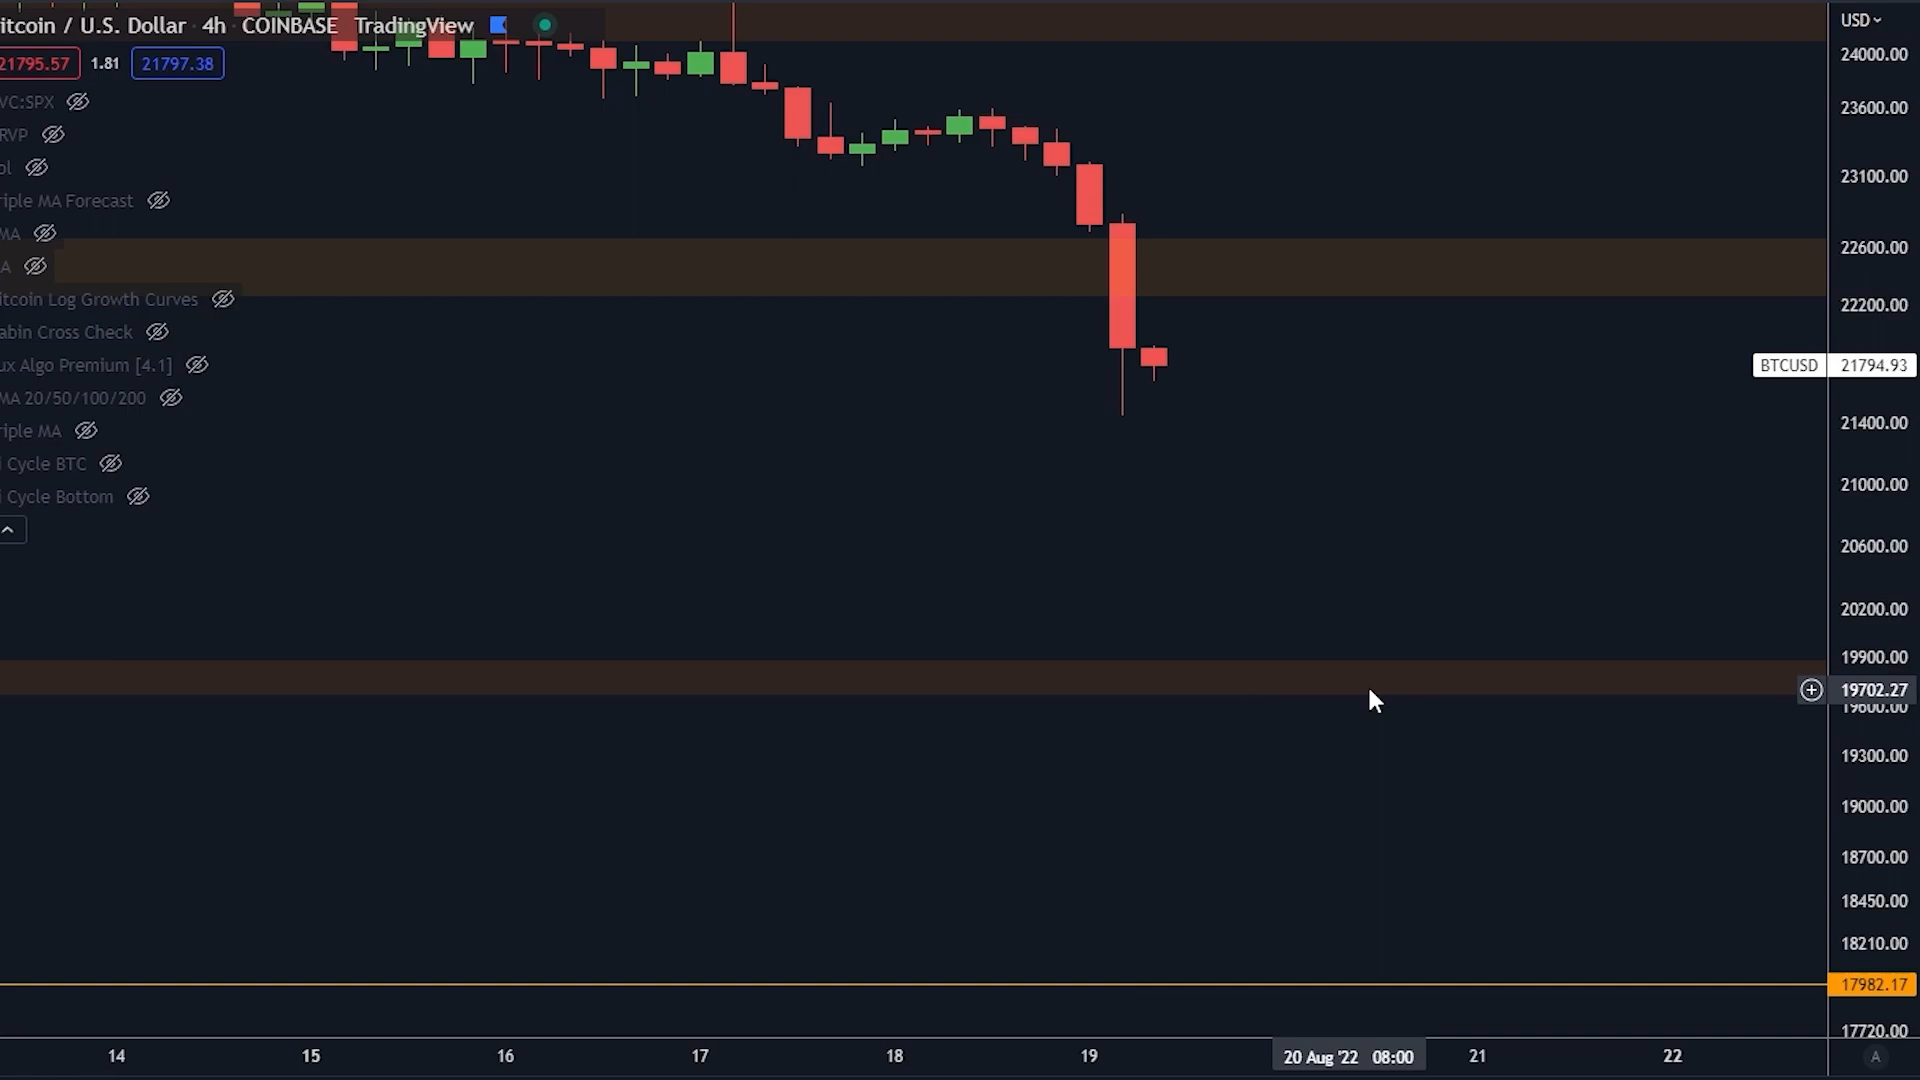 itcoin / U.S. Dollar · 4h · COINBASE TradingView
21795.57 1.81 21797.38
VC:SPX
RVP
ol
riple MA Forecast
MA
A
itcoin Log Growth Curves
abin Cross Check
ux Algo Premium [4.1]
MA 20/50/100/200
riple MA
i Cycle BTC
i Cycle Bottom
USD
24000.00
23600.00
23100.00
22600.00
22200.00
BTCUSD 21794.93
21400.00
21000.00
20600.00
20200.00
19900.00
19702.27
19600.00
19300.00
19000.00
18700.00
18450.00
18210.00
17982.17
17720.00
14 15 16 17 18 19 20 Aug '22 08:00 21 22 A